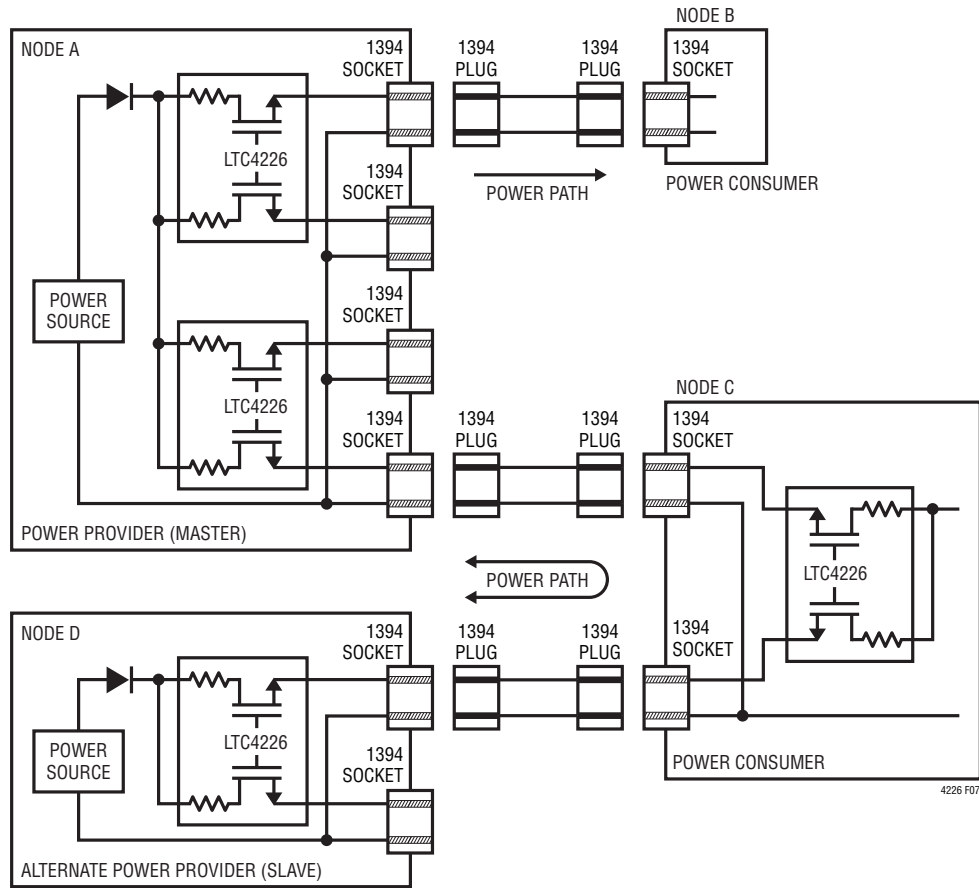 NODE A
1394
SOCKET
1394
PLUG
1394
PLUG
NODE B
1394
SOCKET
LTC4226
POWER PATH
POWER CONSUMER
1394
SOCKET
POWER
SOURCE
1394
SOCKET
LTC4226
1394
SOCKET
1394
PLUG
1394
PLUG
NODE C
1394
SOCKET
POWER PROVIDER (MASTER)
LTC4226
POWER PATH
NODE D
1394
SOCKET
1394
PLUG
1394
PLUG
1394
SOCKET
LTC4226
POWER
SOURCE
1394
SOCKET
POWER CONSUMER
4226 F07
ALTERNATE POWER PROVIDER (SLAVE)